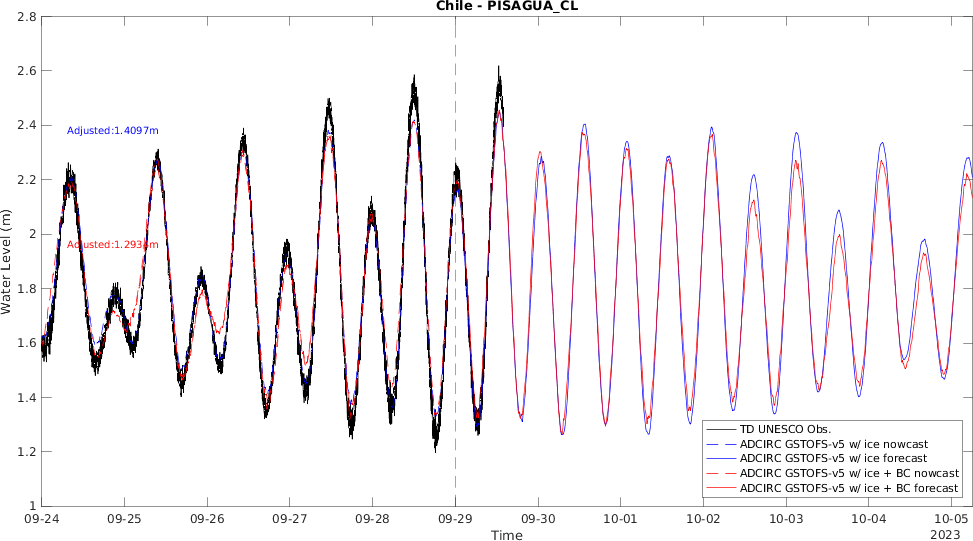 Chile - PISAGUA_CL
2.8
2.6
2.4
2.2
2
1.8
1.6
1.4
1.2
1
Water Level (m)
Adjusted:1.4097m
Adjusted:1.2936m
TD UNESCO Obs.
ADCIRC GSTOFS-v5 w/ ice nowcast
ADCIRC GSTOFS-v5 w/ ice forecast
ADCIRC GSTOFS-v5 w/ ice + BC nowcast
ADCIRC GSTOFS-v5 w/ ice + BC forecast
09-24 09-25 09-26 09-27 09-28 09-29 09-30 10-01 10-02 10-03 10-04 10-05
Time
2023